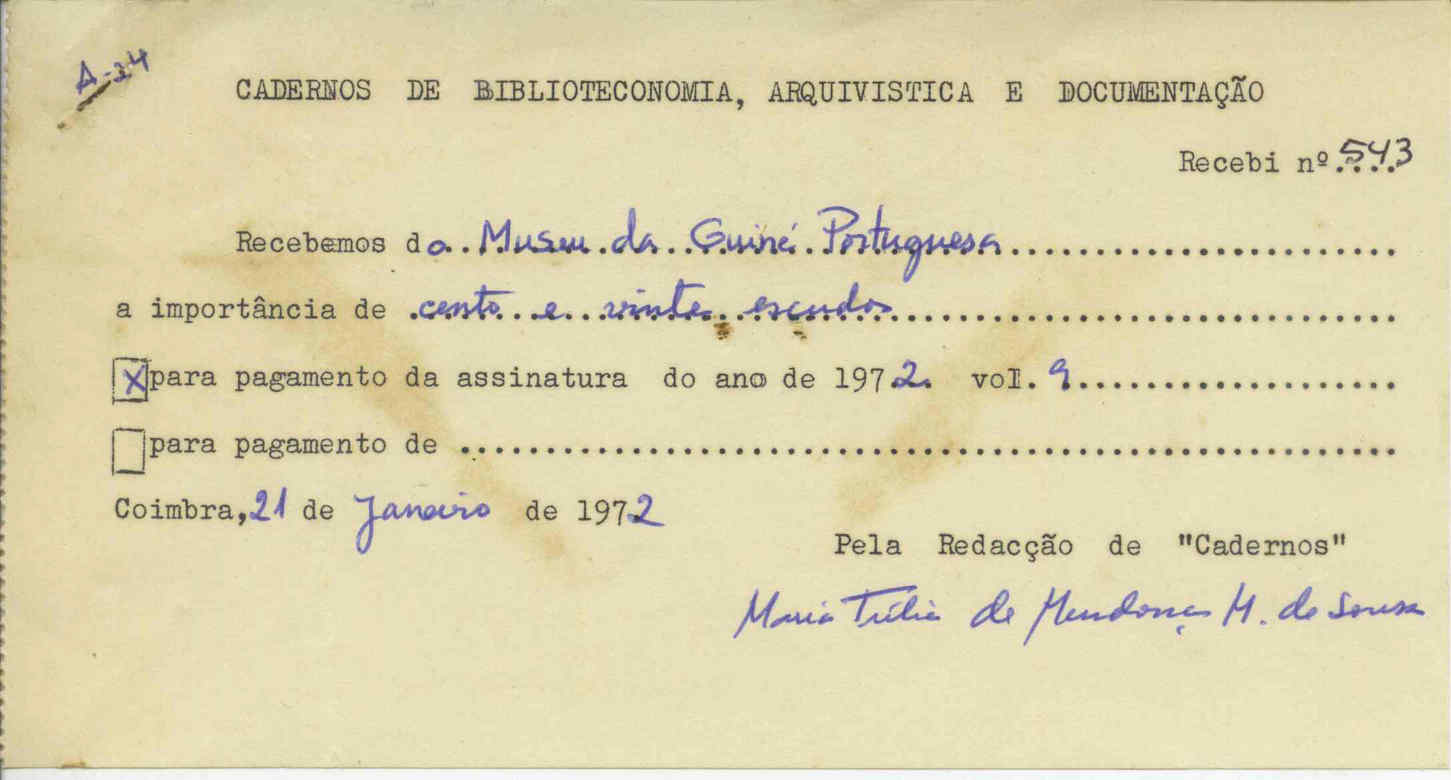 A-24
CADERNOS DE BIBLIOTECONOMIA, ARQUIVISTICA E DOCUMENTAÇÃO
Recebi nº 543
Recebemos do Museu da Guiné Portuguesa
a importância de cento e vinte escudos
X para pagamento da assinatura do ano de 1972. vol. 9
para pagamento de
Coimbra, 21 de Janeiro de 1972
Pela Redacção de "Cadernos"
Maria Túlia de Mendonça M. de Sousa